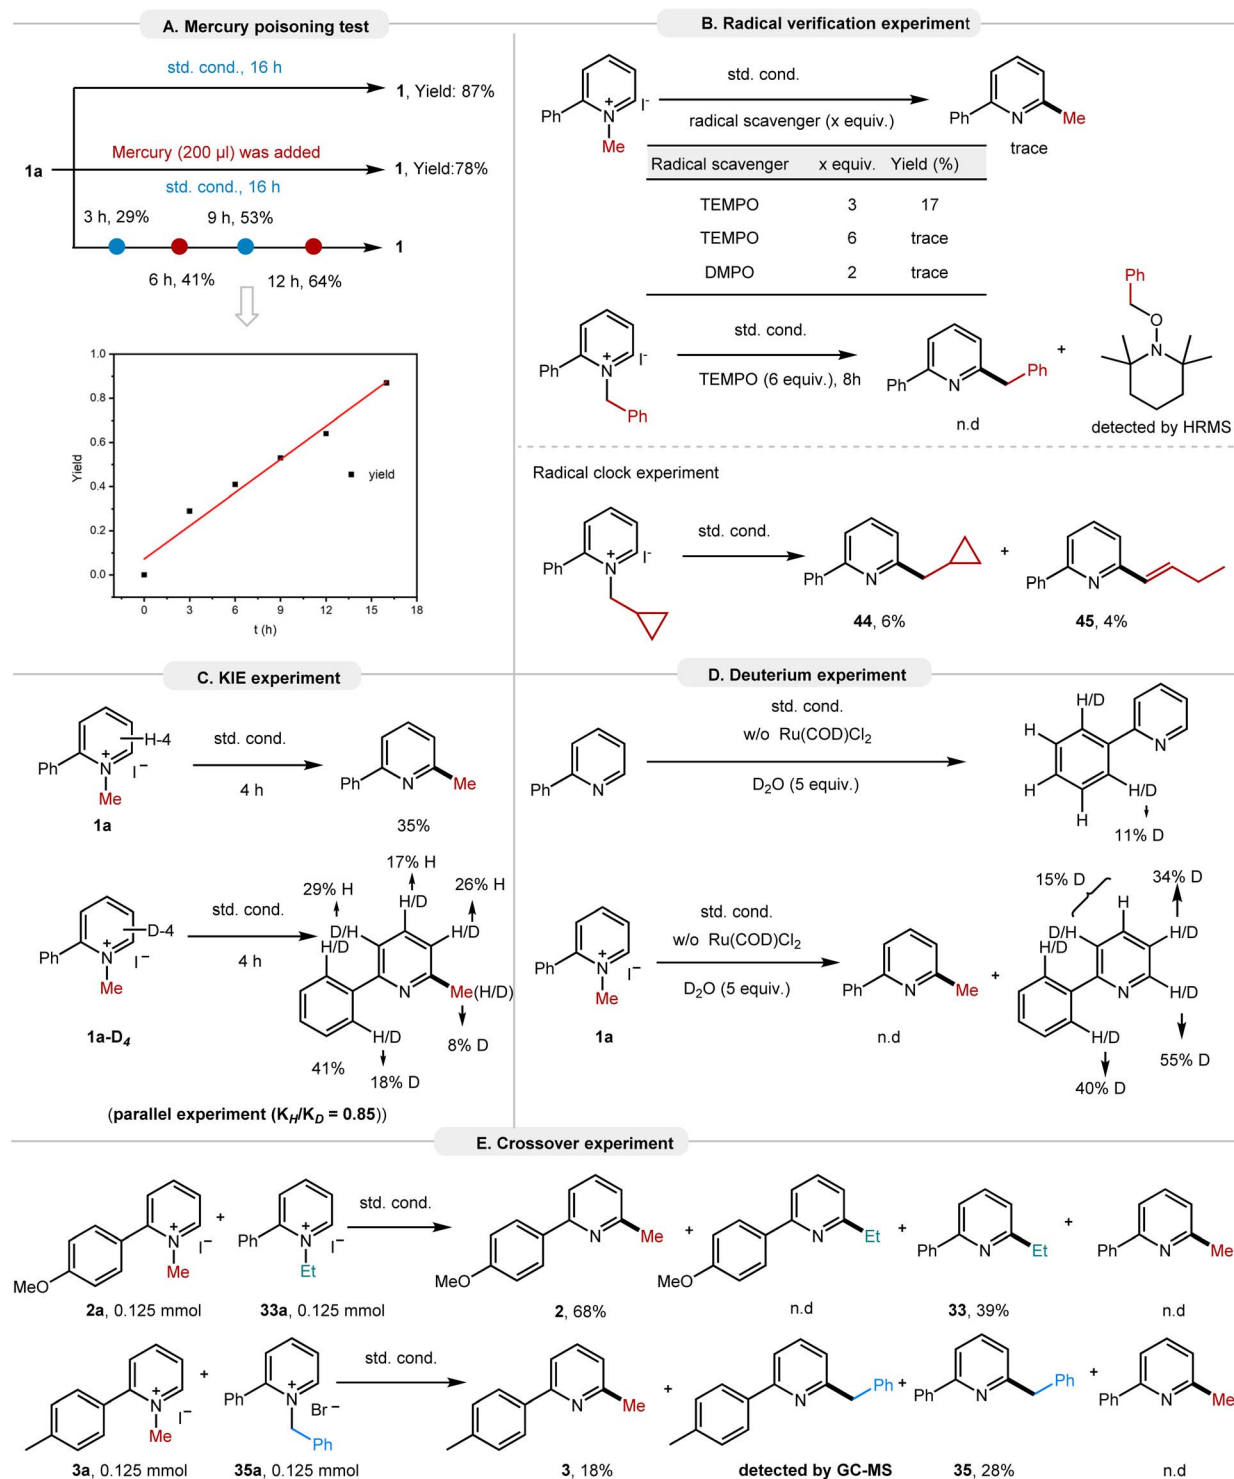 A. Mercury poisoning test
std. cond., 16 h
1, Yield: 87%
Mercury (200 µl) was added
1a
1, Yield:78%
std. cond., 16 h
3 h, 29%
9 h, 53%
1
6 h, 41%
12 h, 64%
1.0
0.8
0.6
0.4
0.2
0.0
Yield
yield
0
3
6
9
12
15
18
t (h)
B. Radical verification experiment
Ph
N
+
I-
Me
std. cond.
radical scavenger (x equiv.)
Ph
N
Me
trace
Radical scavenger x equiv. Yield (%)
TEMPO 3 17
TEMPO 6 trace
DMPO 2 trace
Ph
N
+
I-
Ph
std. cond.
TEMPO (6 equiv.), 8h
Ph
N
Ph
n.d
+
Ph
O
N
detected by HRMS
Radical clock experiment
Ph
N
+
I-
std. cond.
Ph
N
44, 6%
+
Ph
N
45, 4%
C. KIE experiment
H-4
Ph
N
+
I−
Me
1a
std. cond.
4 h
Ph
N
Me
35%
D-4
Ph
N
+
I−
Me
1a-D4
std. cond.
4 h
17% H
29% H
26% H
H/D
D/H
H/D
H/D
N
Me(H/D)
H/D
8% D
41%
18% D
(parallel experiment (KH/KD = 0.85))
D. Deuterium experiment
Ph
N
std. cond.
w/o Ru(COD)Cl2
D2O (5 equiv.)
H/D
H
N
H
H/D
H
11% D
Ph
N
+
I−
Me
1a
std. cond.
w/o Ru(COD)Cl2
D2O (5 equiv.)
Ph
N
Me
n.d
+
15% D
34% D
H
D/H
H/D
H/D
N
H/D
H/D
55% D
40% D
E. Crossover experiment
MeO
N
+
I−
Me
2a, 0.125 mmol
+
Ph
N
+
I−
Et
33a, 0.125 mmol
std. cond.
MeO
N
Me
2, 68%
+
MeO
N
Et
n.d
+
Ph
N
Et
33, 39%
+
Ph
N
Me
n.d
N
+
I−
Me
3a, 0.125 mmol
+
Ph
N
+
Br−
Ph
35a, 0.125 mmol
std. cond.
N
Me
3, 18%
+
N
Ph
detected by GC-MS
+
Ph
N
Ph
35, 28%
+
Ph
N
Me
n.d